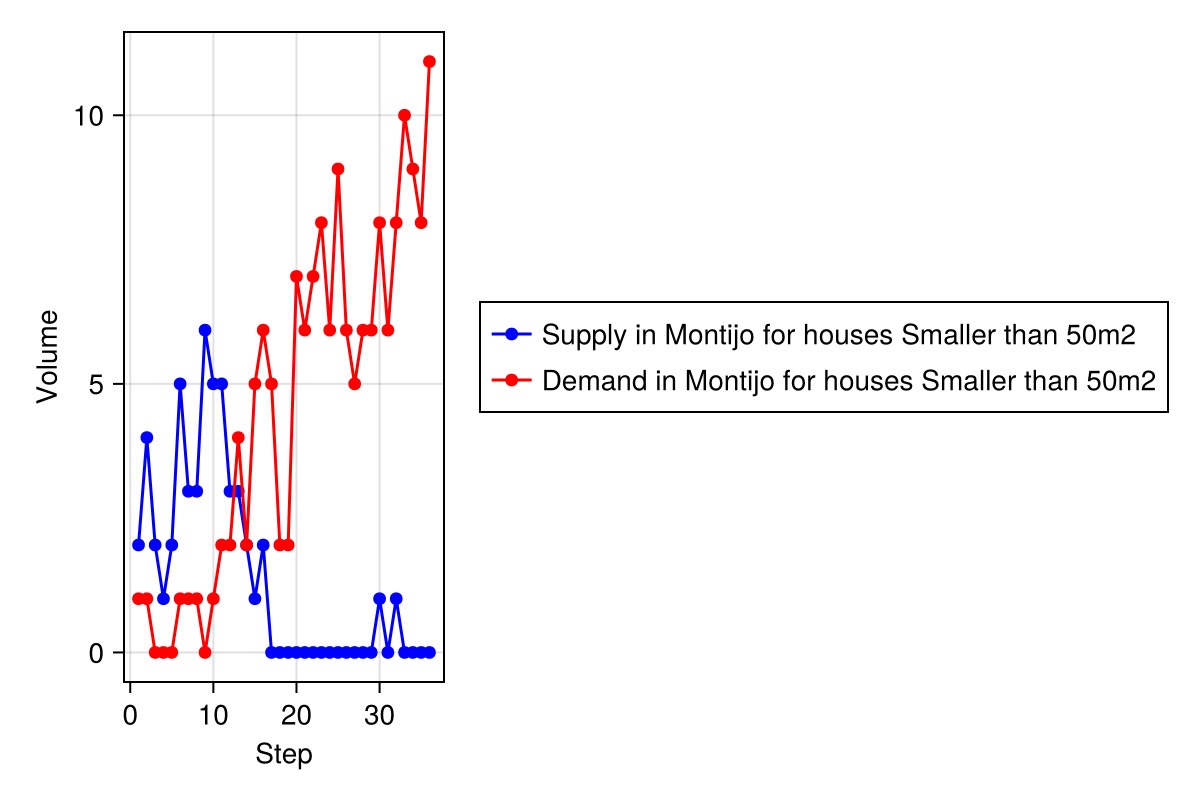 10
5
0
Volume
0 10 20 30
Step
Supply in Montijo for houses Smaller than 50m2
Demand in Montijo for houses Smaller than 50m2